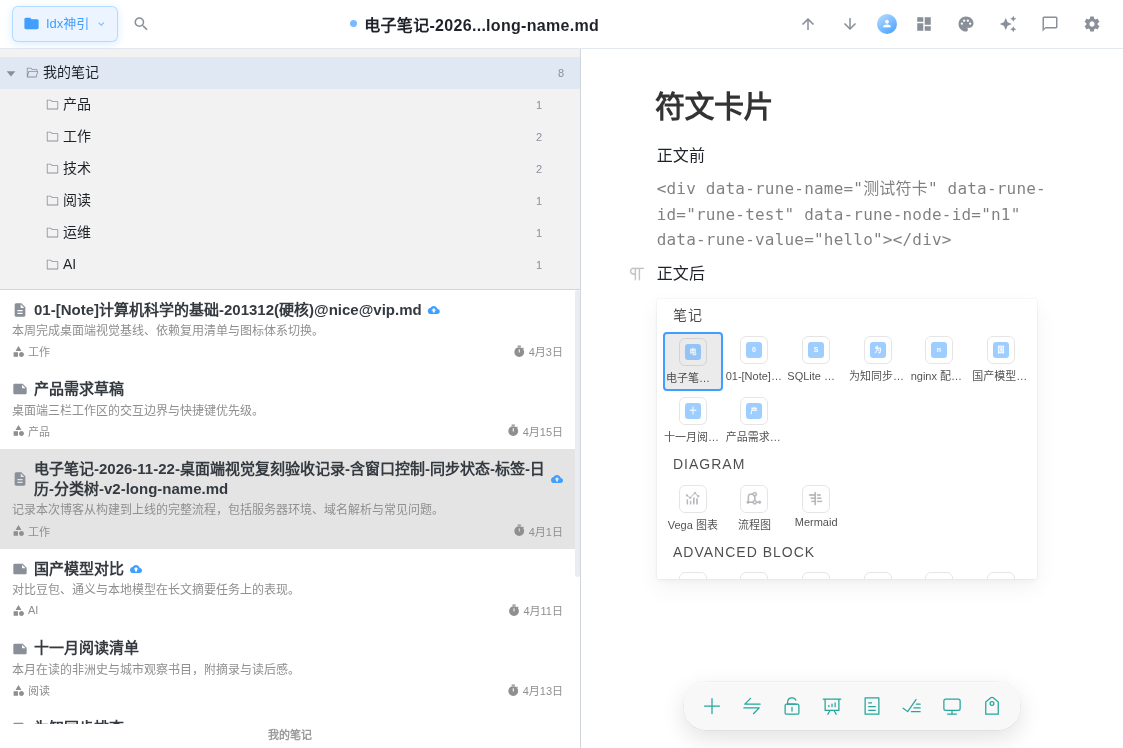 Idx神引
电子笔记-2026...long-name.md
我的笔记 8
产品 1
工作 2
技术 2
阅读 1
运维 1
AI 1
01-[Note]计算机科学的基础-201312(硬核)@nice@vip.md
本周完成桌面端视觉基线、依赖复用清单与图标体系切换。
工作 4月3日
产品需求草稿
桌面端三栏工作区的交互边界与快捷键优先级。
产品 4月15日
电子笔记-2026-11-22-桌面端视觉复刻验收记录-含窗口控制-同步状态-标签-日
历-分类树-v2-long-name.md
记录本次博客从构建到上线的完整流程，包括服务器环境、域名解析与常见问题。
工作 4月1日
国产模型对比
对比豆包、通义与本地模型在长文摘要任务上的表现。
AI 4月11日
十一月阅读清单
本月在读的非洲史与城市观察书目，附摘录与读后感。
阅读 4月13日
我的笔记
符文卡片
正文前
<div data-rune-name="测试符卡" data-rune-
id="rune-test" data-rune-node-id="n1"
data-rune-value="hello"></div>
正文后
笔记
电 0 S 为 n 国
电子笔… 01-[Note]… SQLite … 为知同步… nginx 配… 国产模型…
十 产
十一月阅… 产品需求…
DIAGRAM
Vega 图表 流程图 Mermaid
ADVANCED BLOCK